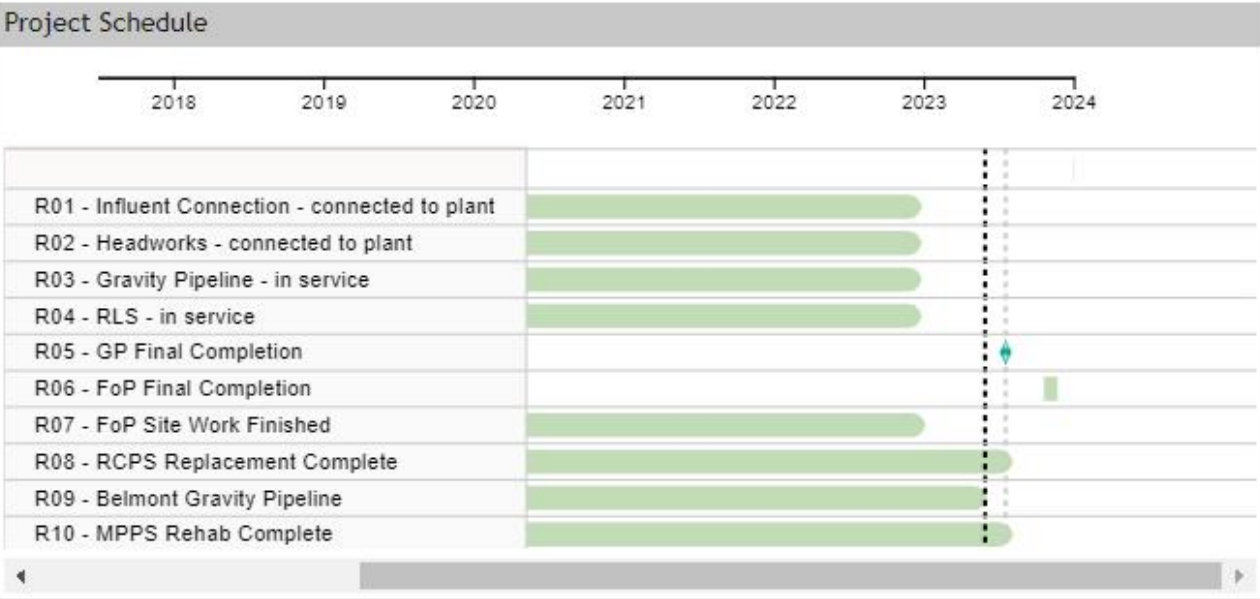 Project Schedule
2018 2019 2020 2021 2022 2023 2024
R01 - Influent Connection - connected to plant
R02 - Headworks - connected to plant
R03 - Gravity Pipeline - in service
R04 - RLS - in service
R05 - GP Final Completion
R06 - FoP Final Completion
R07 - FoP Site Work Finished
R08 - RCPS Replacement Complete
R09 - Belmont Gravity Pipeline
R10 - MPPS Rehab Complete